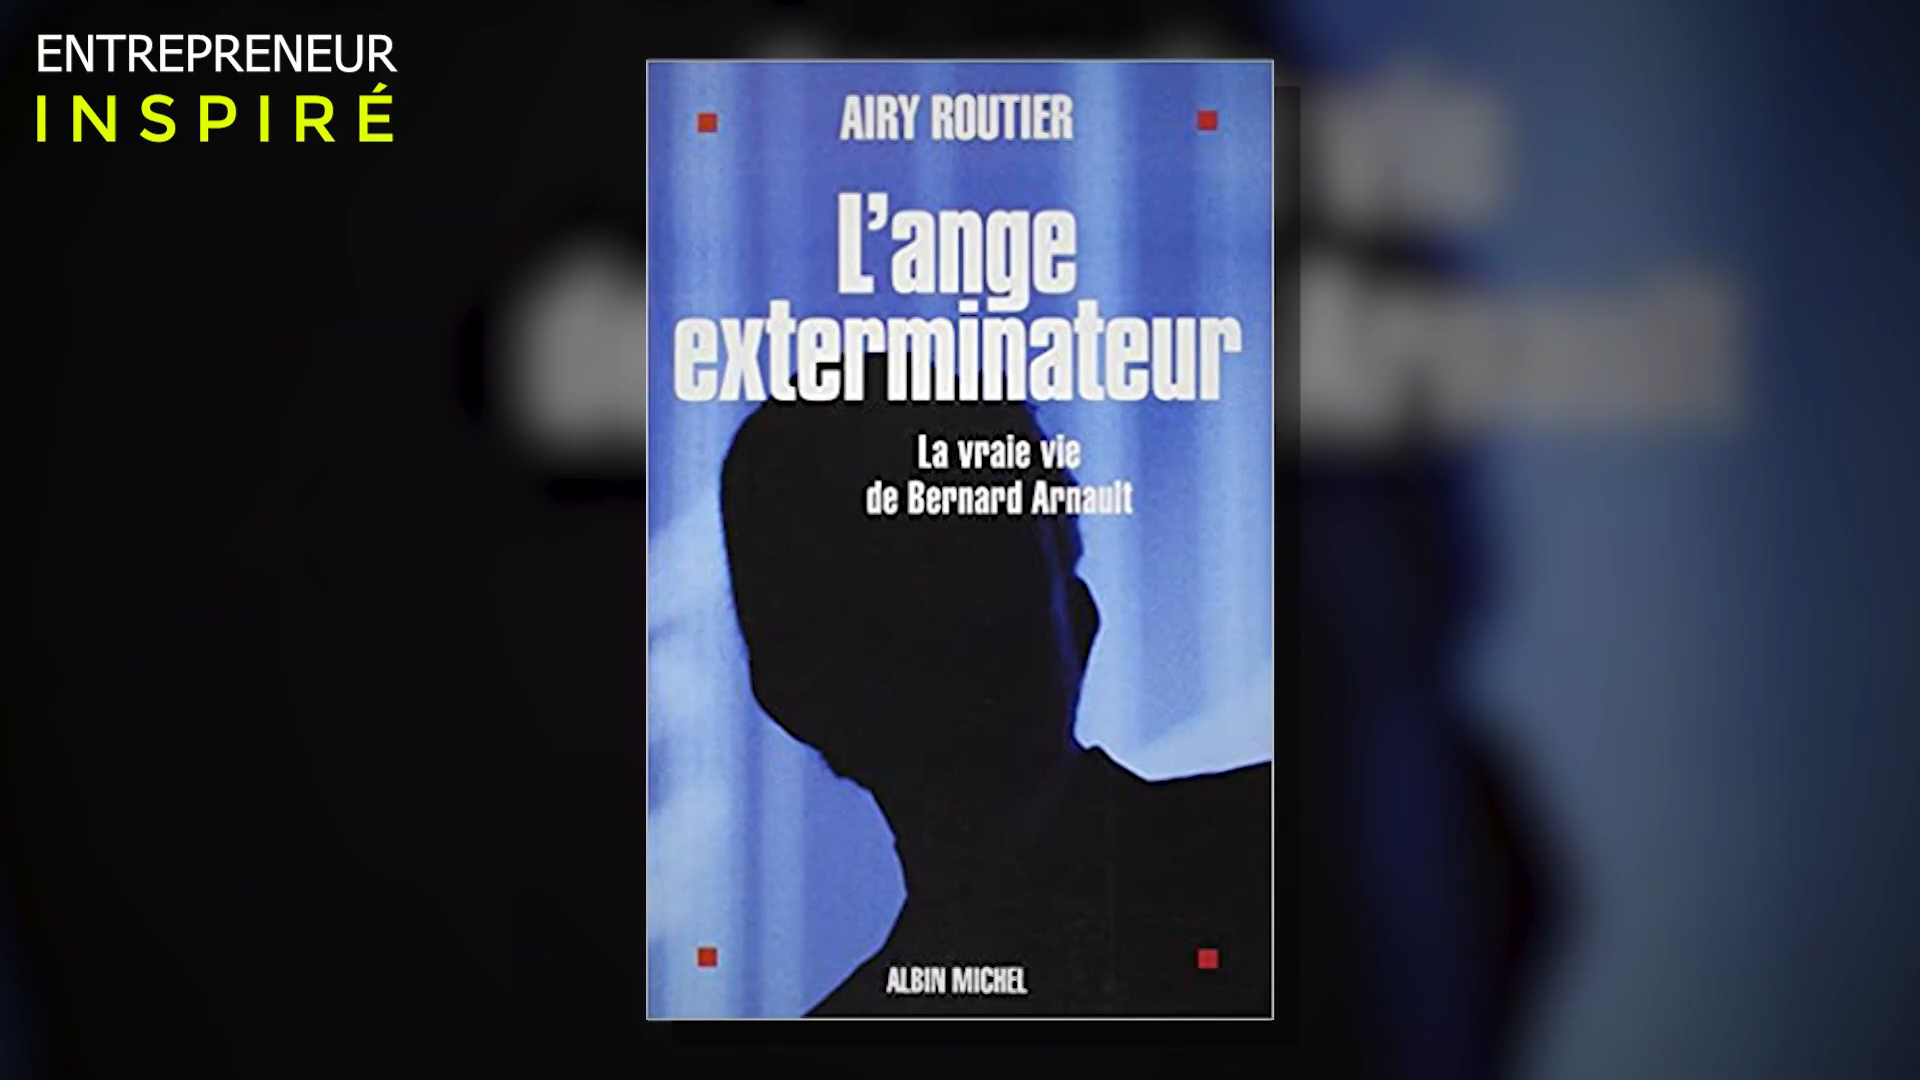 ENTREPRENEUR
INSPIRÉ
AIRY ROUTIER
L'ange
exterminateur
La vraie vie
de Bernard Arnault
ALBIN MICHEL